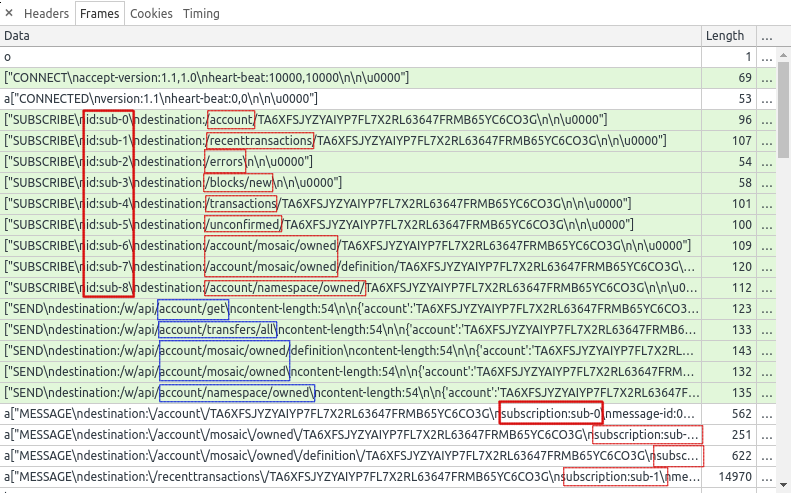 × Headers Frames Cookies Timing
Data Length ...
o 1 ...
["CONNECT\naccept-version:1.1,1.0\nheart-beat:10000,10000\n\n\u0000"] 69 ...
a["CONNECTED\nversion:1.1\nheart-beat:0,0\n\n\u0000"] 53 ...
["SUBSCRIBE\nid:sub-0\ndestination:/account/TA6XFSJYZYAIYP7FL7X2RL63647FRMB65YC6CO3G\n\n\u0000"] 96 ...
["SUBSCRIBE\nid:sub-1\ndestination:/recenttransactions/TA6XFSJYZYAIYP7FL7X2RL63647FRMB65YC6CO3G\n\n\u0000"] 107 ...
["SUBSCRIBE\nid:sub-2\ndestination:/errors\n\n\u0000"] 54 ...
["SUBSCRIBE\nid:sub-3\ndestination:/blocks/new\n\n\u0000"] 58 ...
["SUBSCRIBE\nid:sub-4\ndestination:/transactions/TA6XFSJYZYAIYP7FL7X2RL63647FRMB65YC6CO3G\n\n\u0000"] 101 ...
["SUBSCRIBE\nid:sub-5\ndestination:/unconfirmed/TA6XFSJYZYAIYP7FL7X2RL63647FRMB65YC6CO3G\n\n\u0000"] 100 ...
["SUBSCRIBE\nid:sub-6\ndestination:/account/mosaic/owned/TA6XFSJYZYAIYP7FL7X2RL63647FRMB65YC6CO3G\n\n\u0000"] 109 ...
["SUBSCRIBE\nid:sub-7\ndestination:/account/mosaic/owned/definition/TA6XFSJYZYAIYP7FL7X2RL63647FRMB65YC6CO3G... 120 ...
["SUBSCRIBE\nid:sub-8\ndestination:/account/namespace/owned/TA6XFSJYZYAIYP7FL7X2RL63647FRMB65YC6CO3G\n\n\u0... 112 ...
["SEND\ndestination:/w/api/account/get\ncontent-length:54\n\n{'account':'TA6XFSJYZYAIYP7FL7X2RL63647FRMB65YC6CO3... 123 ...
["SEND\ndestination:/w/api/account/transfers/all\ncontent-length:54\n\n{'account':'TA6XFSJYZYAIYP7FL7X2RL63647FRMB65Y... 133 ...
["SEND\ndestination:/w/api/account/mosaic/owned/definition\ncontent-length:54\n\n{'account':'TA6XFSJYZYAIYP7FL7X2RL6... 143 ...
["SEND\ndestination:/w/api/account/mosaic/owned\ncontent-length:54\n\n{'account':'TA6XFSJYZYAIYP7FL7X2RL63647FRMB65Y... 132 ...
["SEND\ndestination:/w/api/account/namespace/owned\ncontent-length:54\n\n{'account':'TA6XFSJYZYAIYP7FL7X2RL63647FRM... 135 ...
a["MESSAGE\ndestination:\/account\/TA6XFSJYZYAIYP7FL7X2RL63647FRMB65YC6CO3G\nsubscription:sub-0\nmessage-id:0... 562 ...
a["MESSAGE\ndestination:\/account\/mosaic\/owned\/TA6XFSJYZYAIYP7FL7X2RL63647FRMB65YC6CO3G\nsubscription:sub-... 251 ...
a["MESSAGE\ndestination:\/account\/mosaic\/owned\/definition\/TA6XFSJYZYAIYP7FL7X2RL63647FRMB65YC6CO3G\nsubsc... 622 ...
a["MESSAGE\ndestination:\/recenttransactions\/TA6XFSJYZYAIYP7FL7X2RL63647FRMB65YC6CO3G\nsubscription:sub-1\nme... 14970 ...